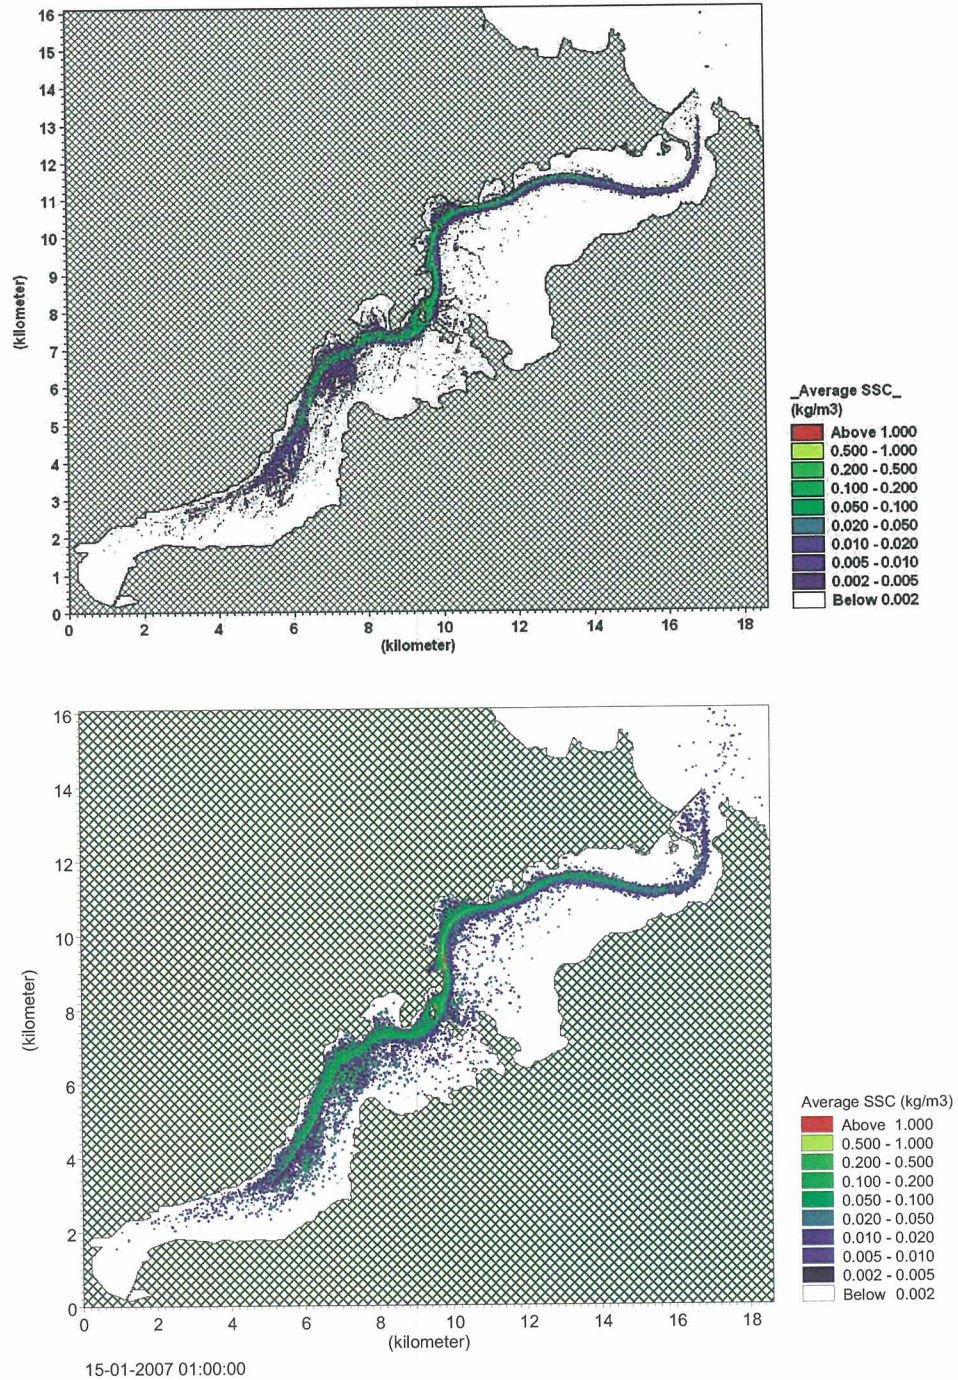 16
15
14
13
12
11
10
9
8
7
6
5
4
3
2
1
0
(kilometer)
0 2 4 6 8 10 12 14 16 18
(kilometer)
_Average SSC_
(kg/m3)
Above 1.000
0.500 - 1.000
0.200 - 0.500
0.100 - 0.200
0.050 - 0.100
0.020 - 0.050
0.010 - 0.020
0.005 - 0.010
0.002 - 0.005
Below 0.002
16
14
12
10
8
6
4
2
0
(kilometer)
0 2 4 6 8 10 12 14 16 18
(kilometer)
Average SSC (kg/m3)
Above 1.000
0.500 - 1.000
0.200 - 0.500
0.100 - 0.200
0.050 - 0.100
0.020 - 0.050
0.010 - 0.020
0.005 - 0.010
0.002 - 0.005
Below 0.002
15-01-2007 01:00:00